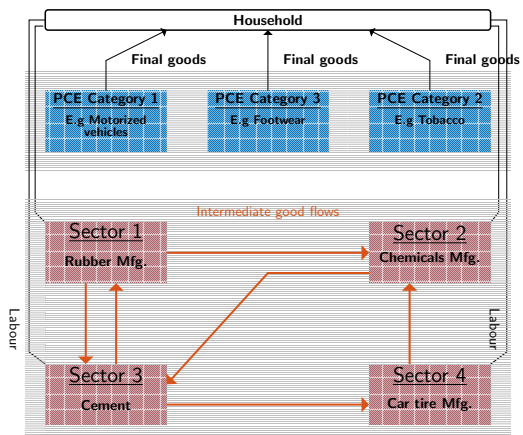 Household
Final goods
Final goods
Final goods
PCE Category 1
E.g Motorized
vehicles
PCE Category 3
E.g Footwear
PCE Category 2
E.g Tobacco
Intermediate good flows
Sector 1
Rubber Mfg.
Sector 2
Chemicals Mfg.
Labour
Labour
Sector 3
Cement
Sector 4
Car tire Mfg.